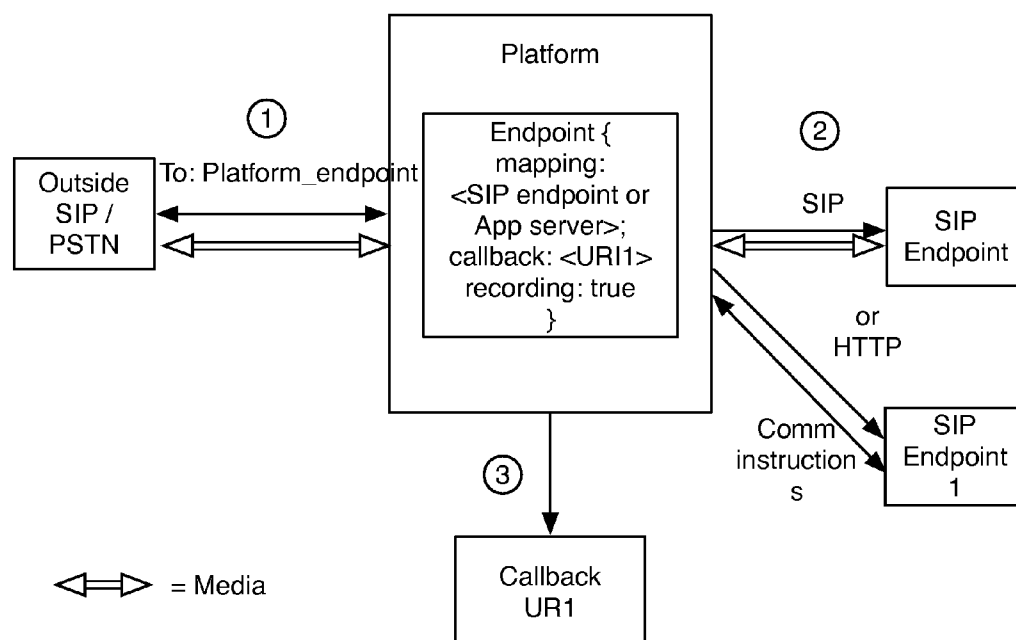 Platform
1
To: Platform_endpoint
Outside
SIP /
PSTN
Endpoint {
mapping:
<SIP endpoint or
App server>;
callback: <URI1>
recording: true
}
2
SIP
SIP
Endpoint
or
HTTP
Comm
instruction
s
SIP
Endpoint
1
3
Callback
UR1
= Media